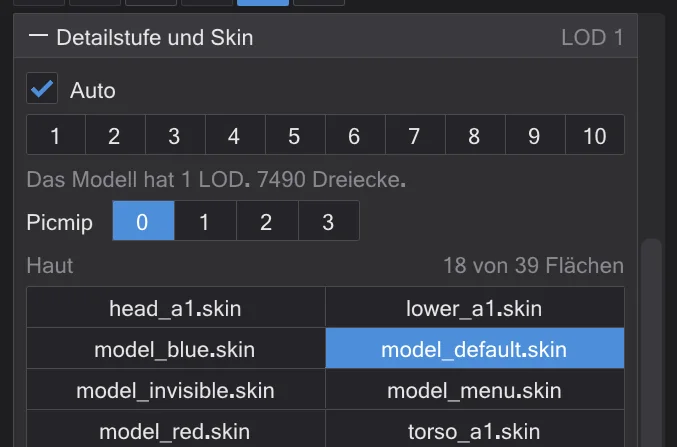 Detailstufe und Skin LOD 1
Auto
1 2 3 4 5 6 7 8 9 10
Das Modell hat 1 LOD. 7490 Dreiecke.
Picmip 0 1 2 3
Haut 18 von 39 Flächen
head_a1.skin lower_a1.skin
model_blue.skin model_default.skin
model_invisible.skin model_menu.skin
model_red.skin torso_a1.skin